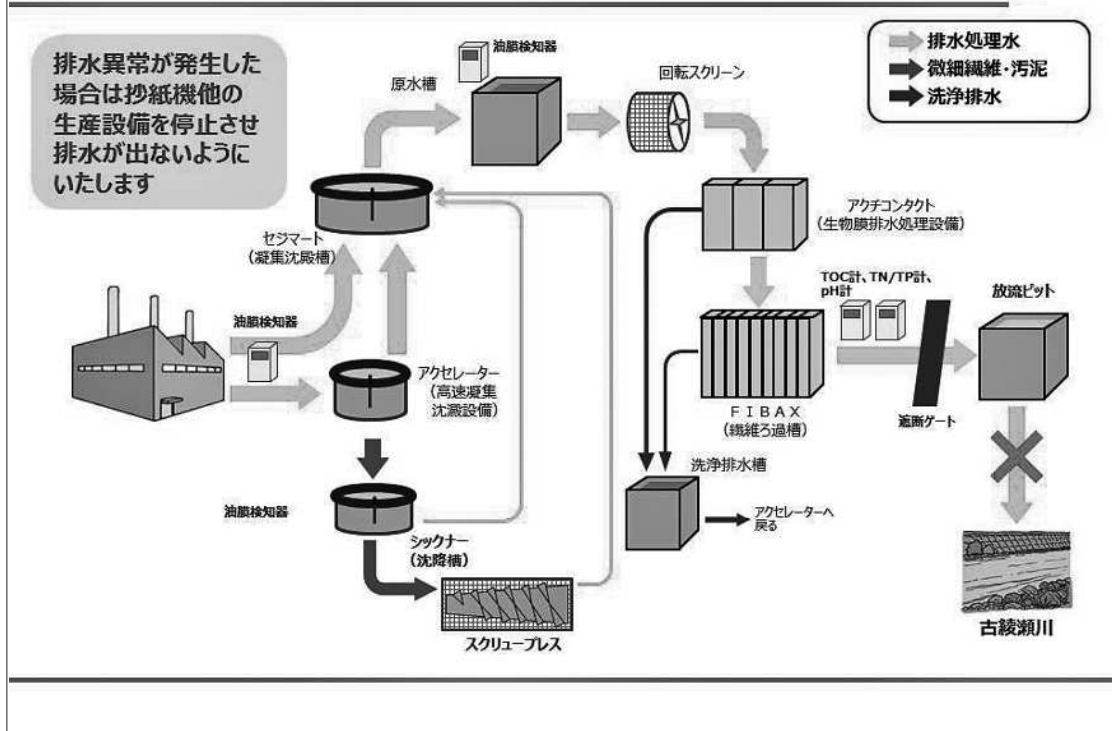 排水異常が発生した
場合は抄紙機他の
生産設備を停止させ
排水が出ないように
いたします
油膜検知器
原水槽
回転スクリーン
排水処理水
微細繊維・汚泥
洗浄排水
セジマート
(凝集沈殿槽)
アクチコンタクト
(生物膜排水処理設備)
油膜検知器
TOC計、TN/TP計、
pH計
放流ピット
アクセレーター
(高速凝集
沈澱設備)
FIBAX
(繊維ろ過槽)
遮断ゲート
油膜検知器
シックナー
(沈降槽)
洗浄排水槽
アクセレーターへ
戻る
スクリュープレス
古綾瀬川